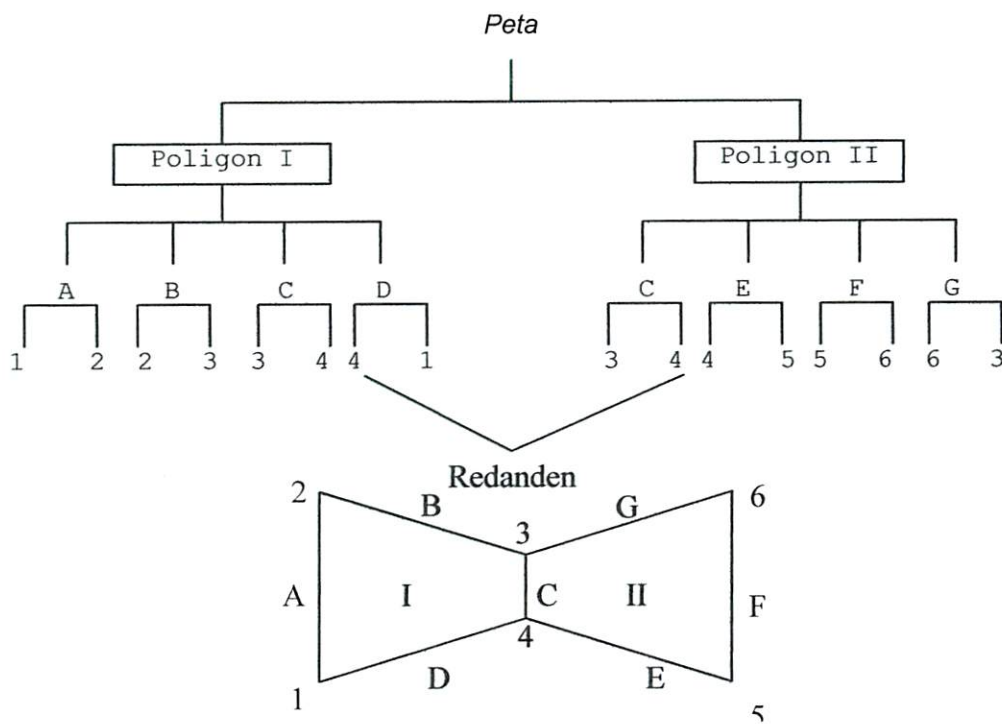 Peta
Poligon I Poligon II
A B C D C E F G
1 2 2 3 3 4 4 1 3 4 4 5 5 6 6 3
Redanden
2 B G 6
3
A I C II F
4
D E
1 5